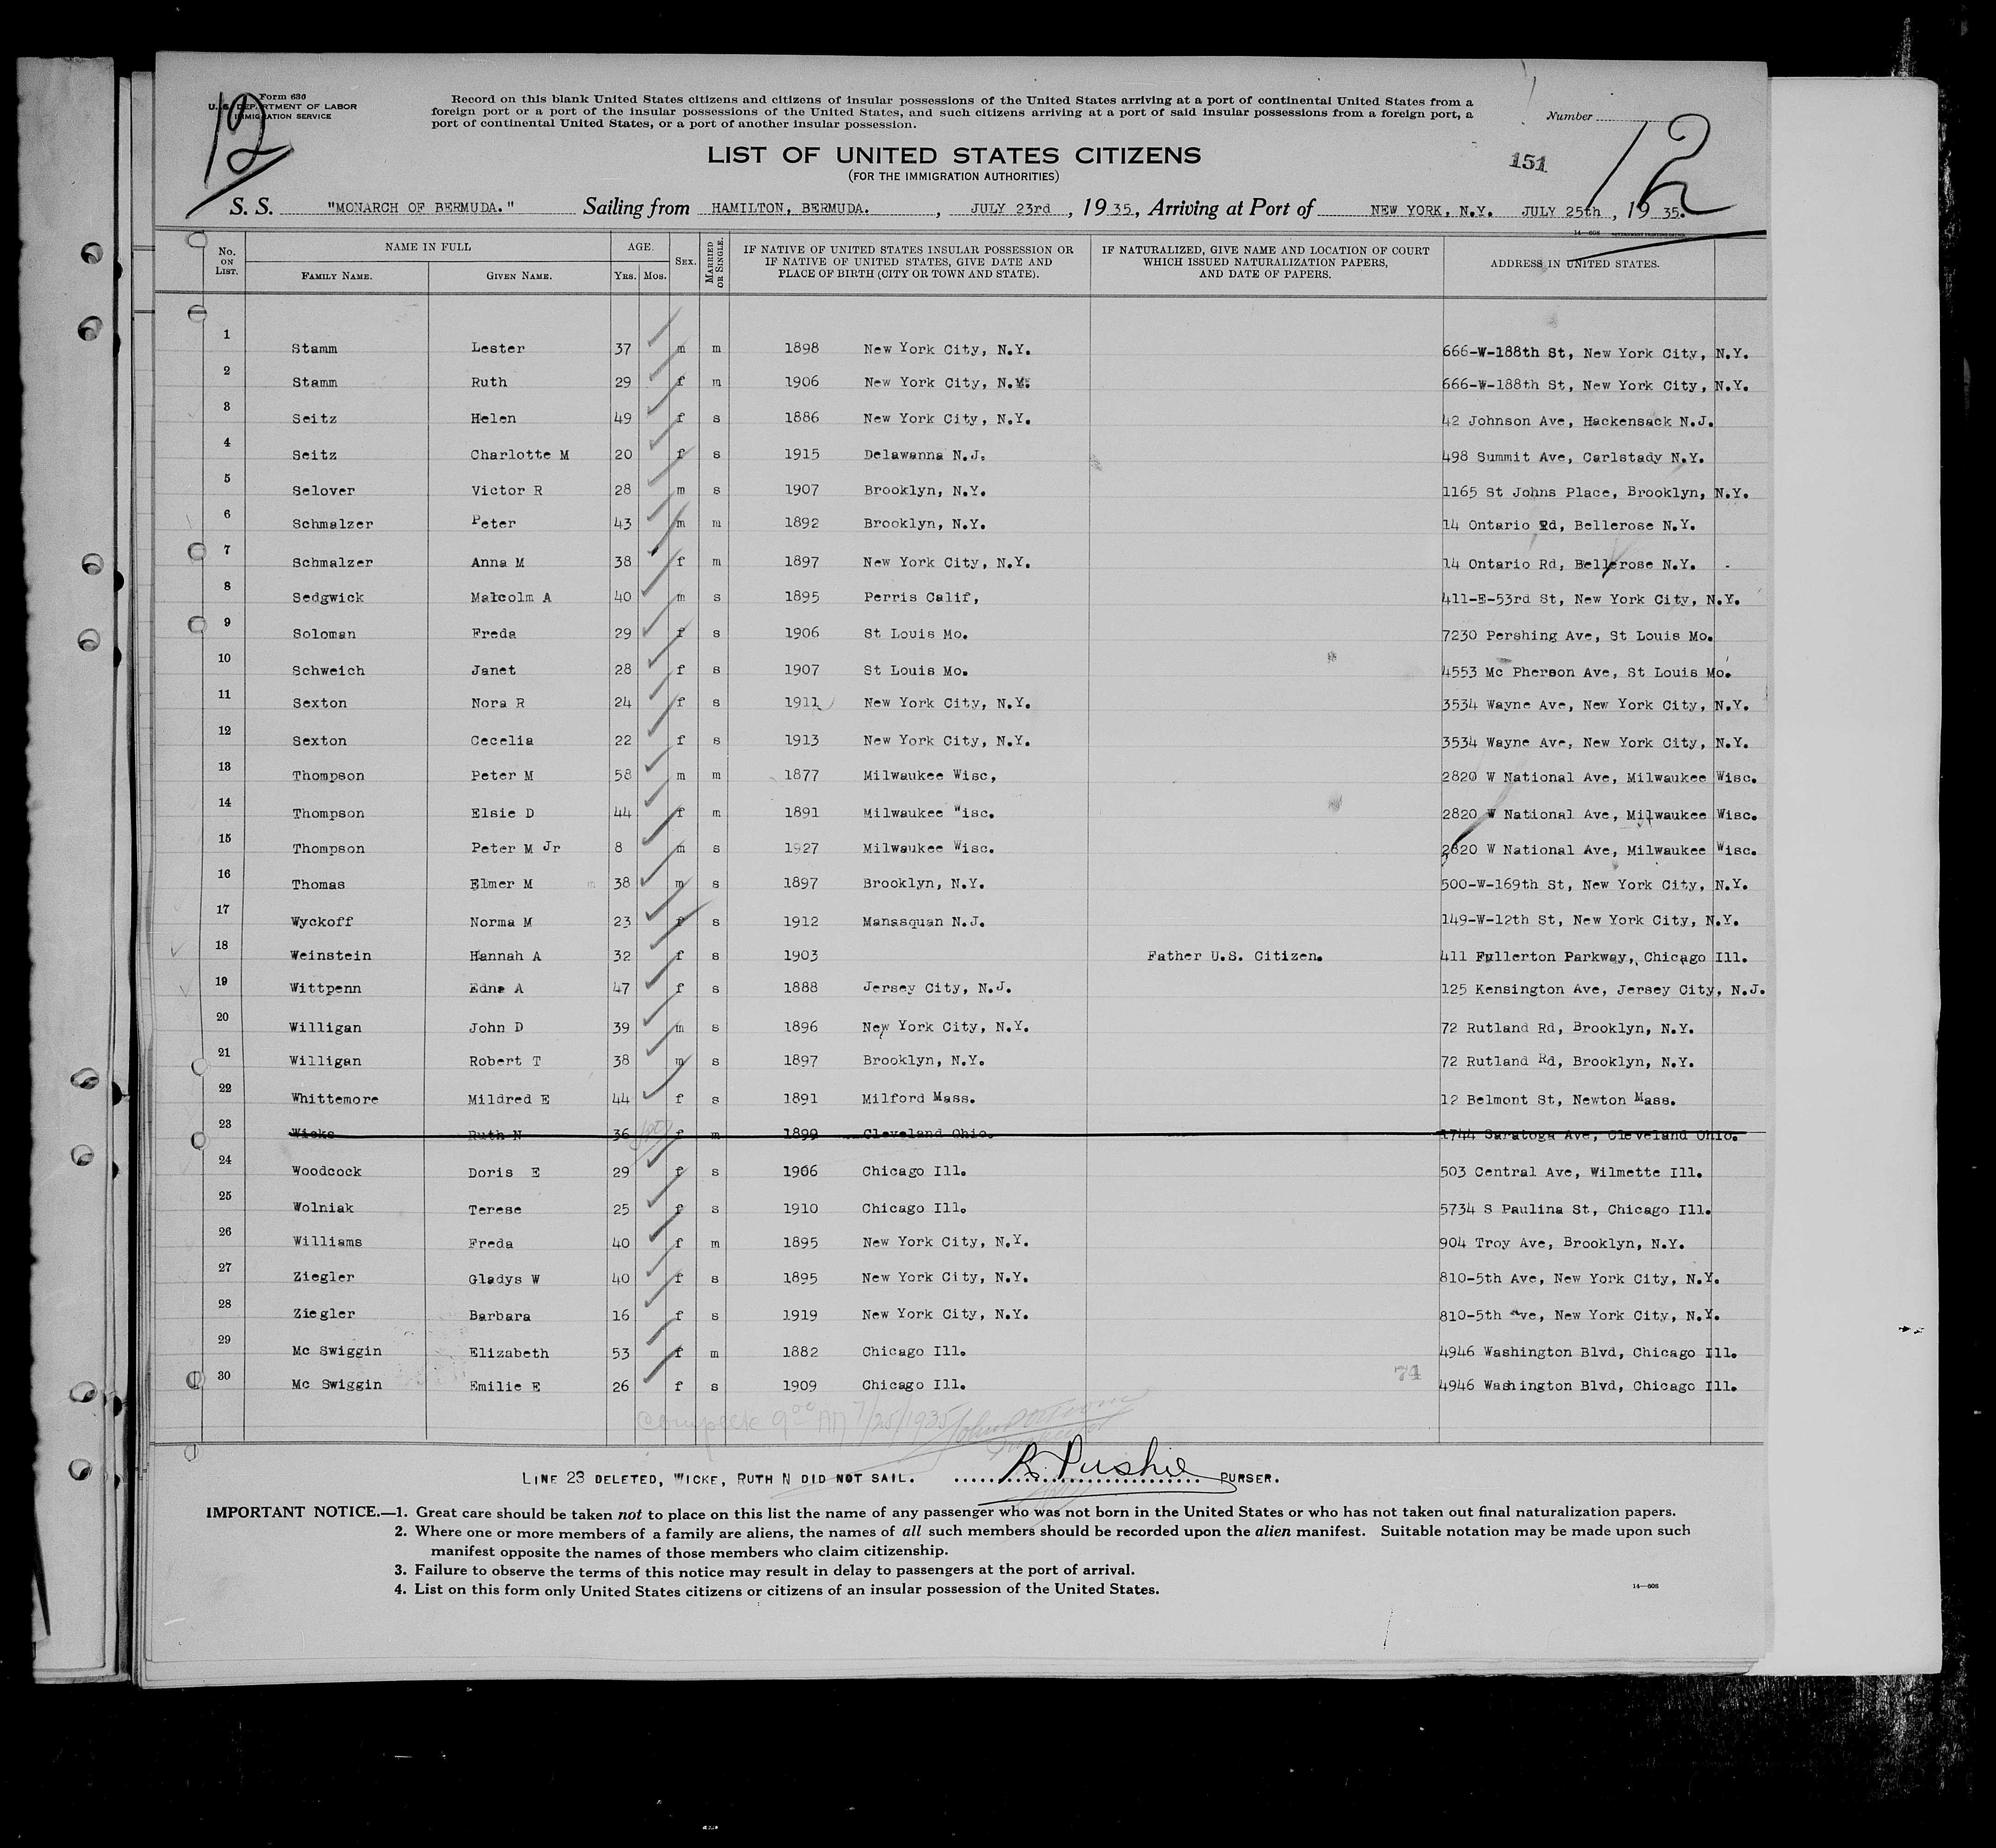 Form 630
U. S. DEPARTMENT OF LABOR
IMMIGRATION SERVICE
12
Record on this blank United States citizens and citizens of insular possessions of the United States arriving at a port of continental United States from a
foreign port or a port of the insular possessions of the United States, and such citizens arriving at a port of said insular possessions from a foreign port, a
port of continental United States, or a port of another insular possession.
Number
12
LIST OF UNITED STATES CITIZENS
(FOR THE IMMIGRATION AUTHORITIES)
151
S. S. "MONARCH OF BERMUDA." Sailing from HAMILTON, BERMUDA. , JULY 23rd , 19 35, Arriving at Port of NEW YORK, N.Y. JULY 25th , 19 35.
No. ON LIST. NAME IN FULL FAMILY NAME. GIVEN NAME. AGE. YRS. MOS. SEX. MARRIED OR SINGLE. IF NATIVE OF UNITED STATES INSULAR POSSESSION OR IF NATIVE OF UNITED STATES, GIVE DATE AND PLACE OF BIRTH (CITY OR TOWN AND STATE). IF NATURALIZED, GIVE NAME AND LOCATION OF COURT WHICH ISSUED NATURALIZATION PAPERS, AND DATE OF PAPERS. ADDRESS IN UNITED STATES.
1 Stamm Lester 37 m m 1898 New York City, N.Y. 666-W-188th St, New York City, N.Y.
2 Stamm Ruth 29 f m 1906 New York City, N.Y. 666-W-188th St, New York City, N.Y.
3 Seitz Helen 49 f s 1886 New York City, N.Y. 42 Johnson Ave, Hackensack N.J.
4 Seitz Charlotte M 20 f s 1915 Delawanna N.J. 498 Summit Ave, Carlstady N.Y.
5 Selover Victor R 28 m s 1907 Brooklyn, N.Y. 1165 St Johns Place, Brooklyn, N.Y.
6 Schmalzer Peter 43 m m 1892 Brooklyn, N.Y. 14 Ontario Rd, Bellerose N.Y.
7 Schmalzer Anna M 38 f m 1897 New York City, N.Y. 14 Ontario Rd, Bellerose N.Y.
8 Sedgwick Malcolm A 40 m s 1895 Perris Calif, 411-E-53rd St, New York City, N.Y.
9 Soloman Freda 29 f s 1906 St Louis Mo. 7230 Pershing Ave, St Louis Mo.
10 Schweich Janet 28 f s 1907 St Louis Mo. 4553 Mc Pherson Ave, St Louis Mo.
11 Sexton Nora R 24 f s 1911 New York City, N.Y. 3534 Wayne Ave, New York City, N.Y.
12 Sexton Cecelia 22 f s 1913 New York City, N.Y. 3534 Wayne Ave, New York City, N.Y.
13 Thompson Peter M 58 m m 1877 Milwaukee Wisc, 2820 W National Ave, Milwaukee Wisc.
14 Thompson Elsie D 44 f m 1891 Milwaukee Wisc. 2820 W National Ave, Milwaukee Wisc.
15 Thompson Peter M Jr 8 m s 1927 Milwaukee Wisc. 2820 W National Ave, Milwaukee Wisc.
16 Thomas Elmer M 38 m s 1897 Brooklyn, N.Y. 500-W-169th St, New York City, N.Y.
17 Wyckoff Norma M 23 f s 1912 Manasquan N.J. 149-W-12th St, New York City, N.Y.
18 Weinstein Hannah A 32 f s 1903 Father U.S. Citizen. 411 Fullerton Parkway, Chicago Ill.
19 Wittpenn Edna A 47 f s 1888 Jersey City, N.J. 125 Kensington Ave, Jersey City, N.J.
20 Willigan John D 39 m s 1896 New York City, N.Y. 72 Rutland Rd, Brooklyn, N.Y.
21 Willigan Robert T 38 m s 1897 Brooklyn, N.Y. 72 Rutland Rd, Brooklyn, N.Y.
22 Whittemore Mildred E 44 f s 1891 Milford Mass. 12 Belmont St, Newton Mass.
23 Wicke Ruth N 36 f m 1899 Cleveland Ohio. 1744 Saratoga Ave, Cleveland Ohio.
24 Woodcock Doris E 29 f s 1906 Chicago Ill. 503 Central Ave, Wilmette Ill.
25 Wolniak Terese 25 f s 1910 Chicago Ill. 5734 S Paulina St, Chicago Ill.
26 Williams Freda 40 f m 1895 New York City, N.Y. 904 Troy Ave, Brooklyn, N.Y.
27 Ziegler Gladys W 40 f s 1895 New York City, N.Y. 810-5th Ave, New York City, N.Y.
28 Ziegler Barbara 16 f s 1919 New York City, N.Y. 810-5th Ave, New York City, N.Y.
29 Mc Swiggin Elizabeth 53 f m 1882 Chicago Ill. 4946 Washington Blvd, Chicago Ill.
30 Mc Swiggin Emilie E 26 f s 1909 Chicago Ill. 4946 Washington Blvd, Chicago Ill.
74
Complete 9 00 AM 7/25/1935
LINE 23 DELETED, WICKE, RUTH N DID NOT SAIL. R. Pushie PURSER.
IMPORTANT NOTICE.—1. Great care should be taken not to place on this list the name of any passenger who was not born in the United States or who has not taken out final naturalization papers.
2. Where one or more members of a family are aliens, the names of all such members should be recorded upon the alien manifest. Suitable notation may be made upon such
manifest opposite the names of those members who claim citizenship.
3. Failure to observe the terms of this notice may result in delay to passengers at the port of arrival.
4. List on this form only United States citizens or citizens of an insular possession of the United States.
14—608